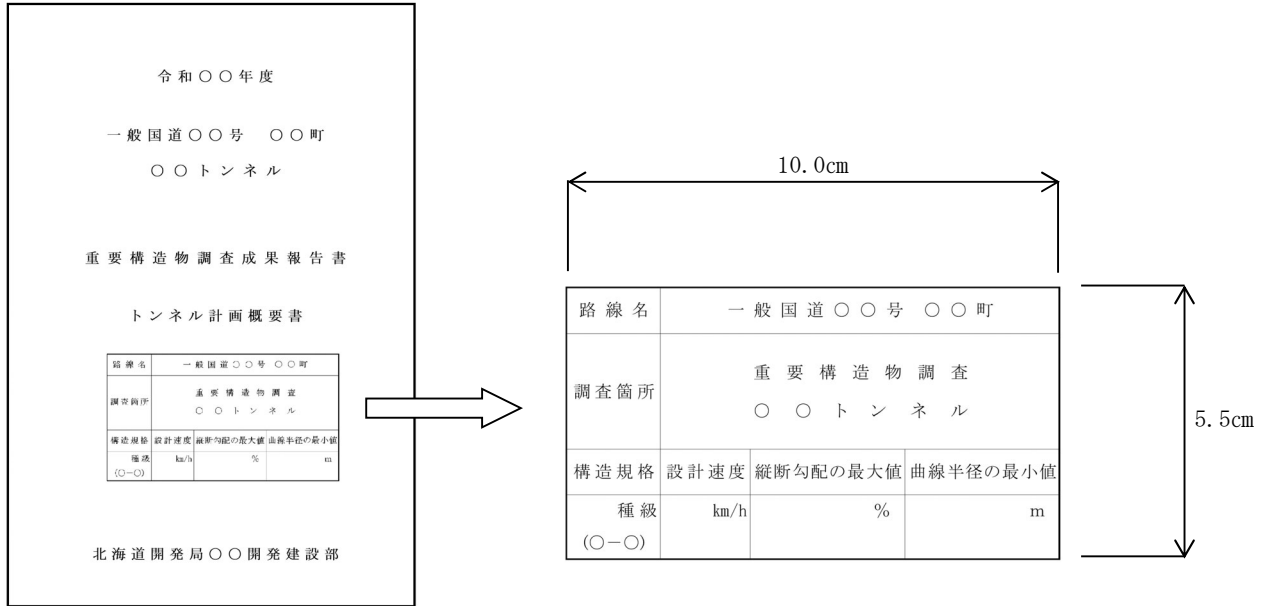 令和○○年度
一般国道○○号　○○町
○○トンネル
重要構造物調査成果報告書
トンネル計画概要書
路線名 一般国道○○号 ○○町
調査箇所 重要構造物調査
○○トンネル
構造規格 設計速度 縦断勾配の最大値 曲線半径の最小値
種級 km/h % m
(○－○)
北海道開発局○○開発建設部
10.0cm
路線名 一般国道○○号 ○○町
調査箇所 重要構造物調査
○○トンネル
構造規格 設計速度 縦断勾配の最大値 曲線半径の最小値
種級 km/h % m
(○－○)
5.5cm